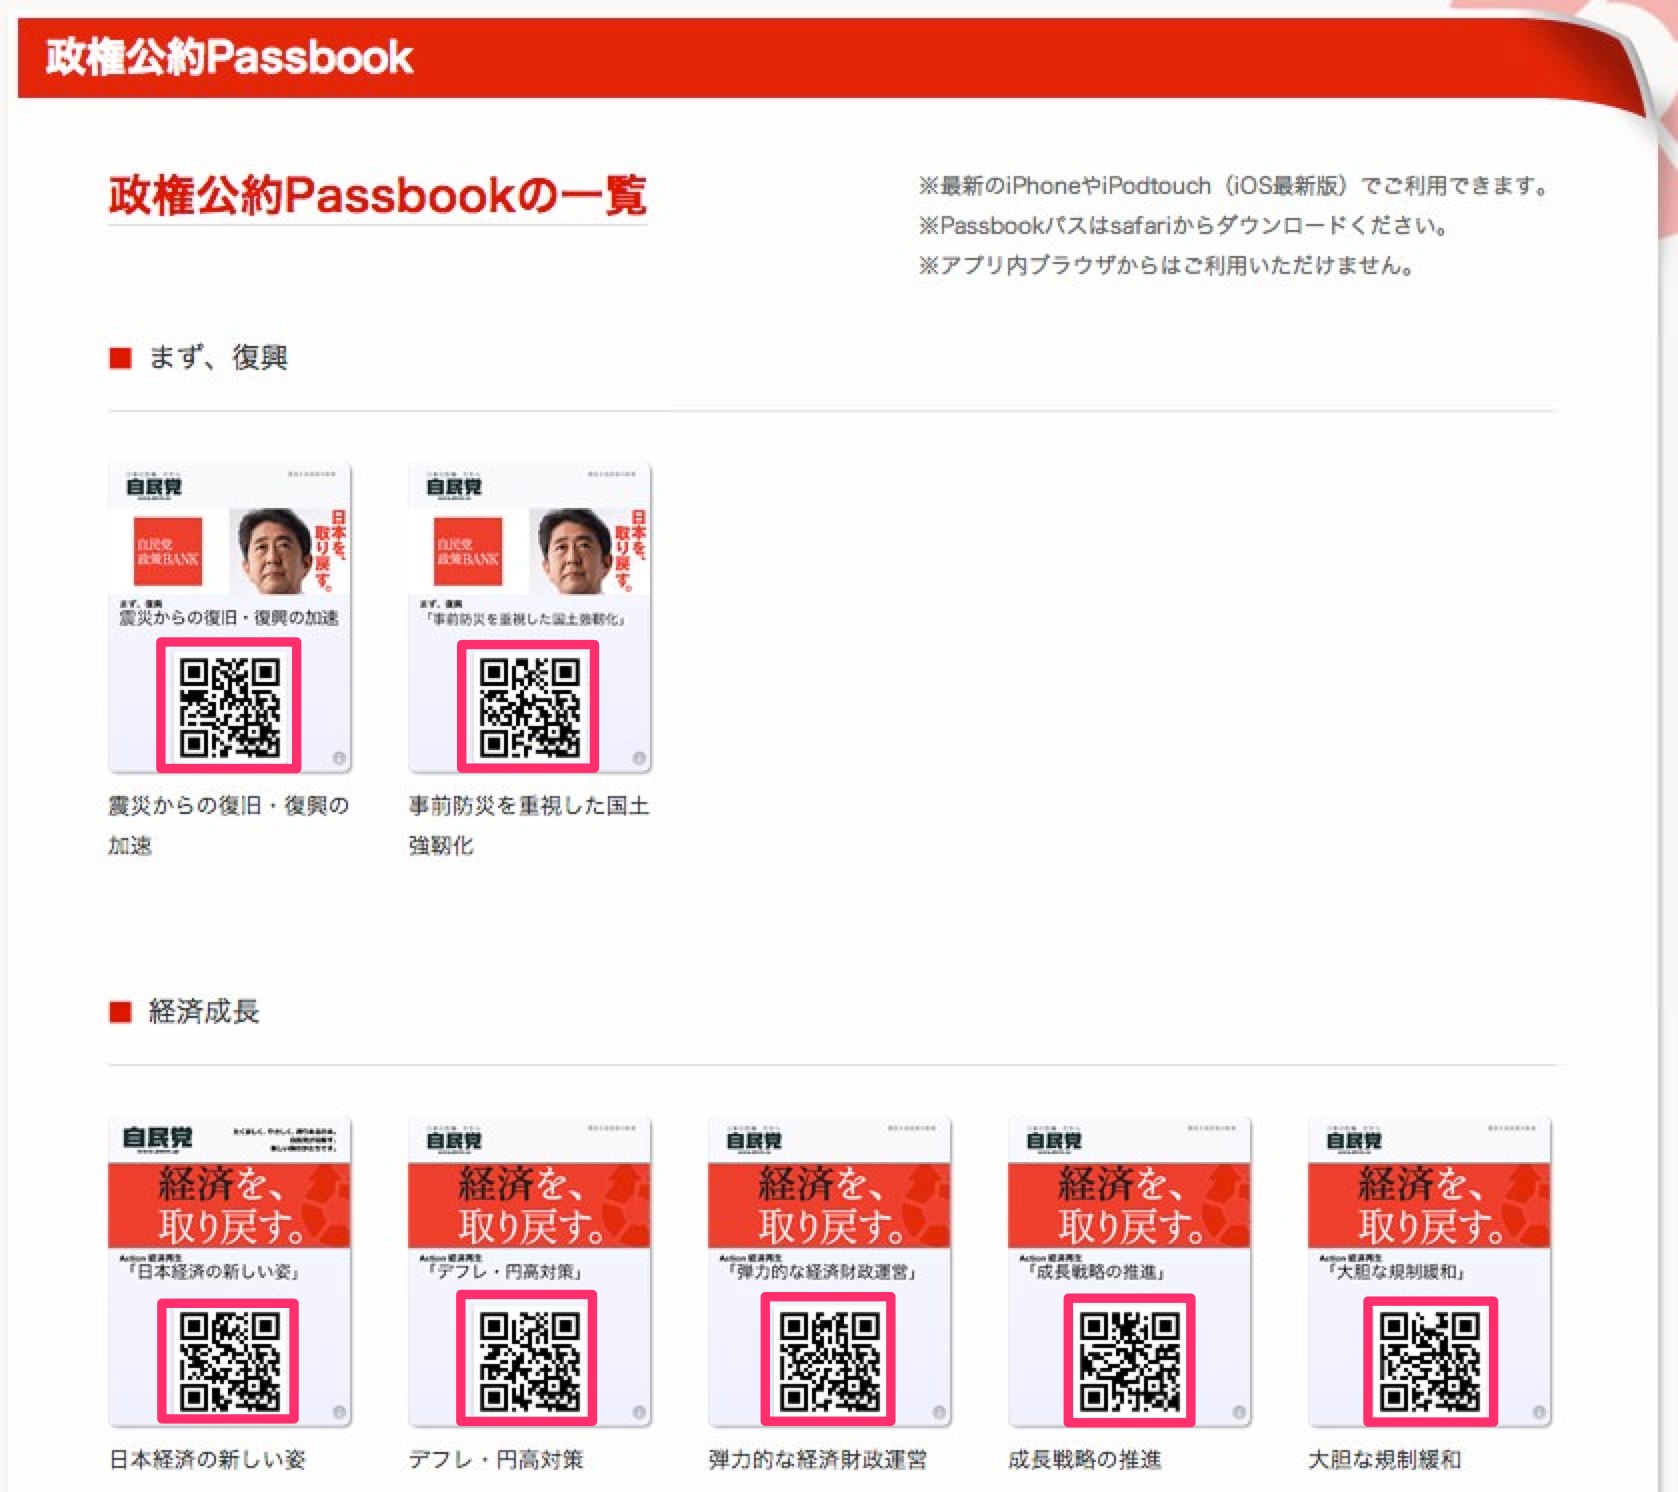 政権公約Passbook
政権公約Passbookの一覧
※最新のiPhoneやiPodtouch（iOS最新版）でご利用できます。
※Passbookパスはsafariからダウンロードください。
※アプリ内ブラウザからはご利用いただけません。
まず、復興
自民党
自民党
政策BANK
日本を、
取り戻す。
まず、復興
震災からの復旧・復興の加速
自民党
自民党
政策BANK
日本を、
取り戻す。
まず、復興
「事前防災を重視した国土強靭化」
震災からの復旧・復興の
加速
事前防災を重視した国土
強靭化
経済成長
自民党
経済を、
取り戻す。
Action 経済再生
「日本経済の新しい姿」
自民党
経済を、
取り戻す。
Action 経済再生
「デフレ・円高対策」
自民党
経済を、
取り戻す。
Action 経済再生
「弾力的な経済財政運営」
自民党
経済を、
取り戻す。
Action 経済再生
「成長戦略の推進」
自民党
経済を、
取り戻す。
Action 経済再生
「大胆な規制緩和」
日本経済の新しい姿
デフレ・円高対策
弾力的な経済財政運営
成長戦略の推進
大胆な規制緩和